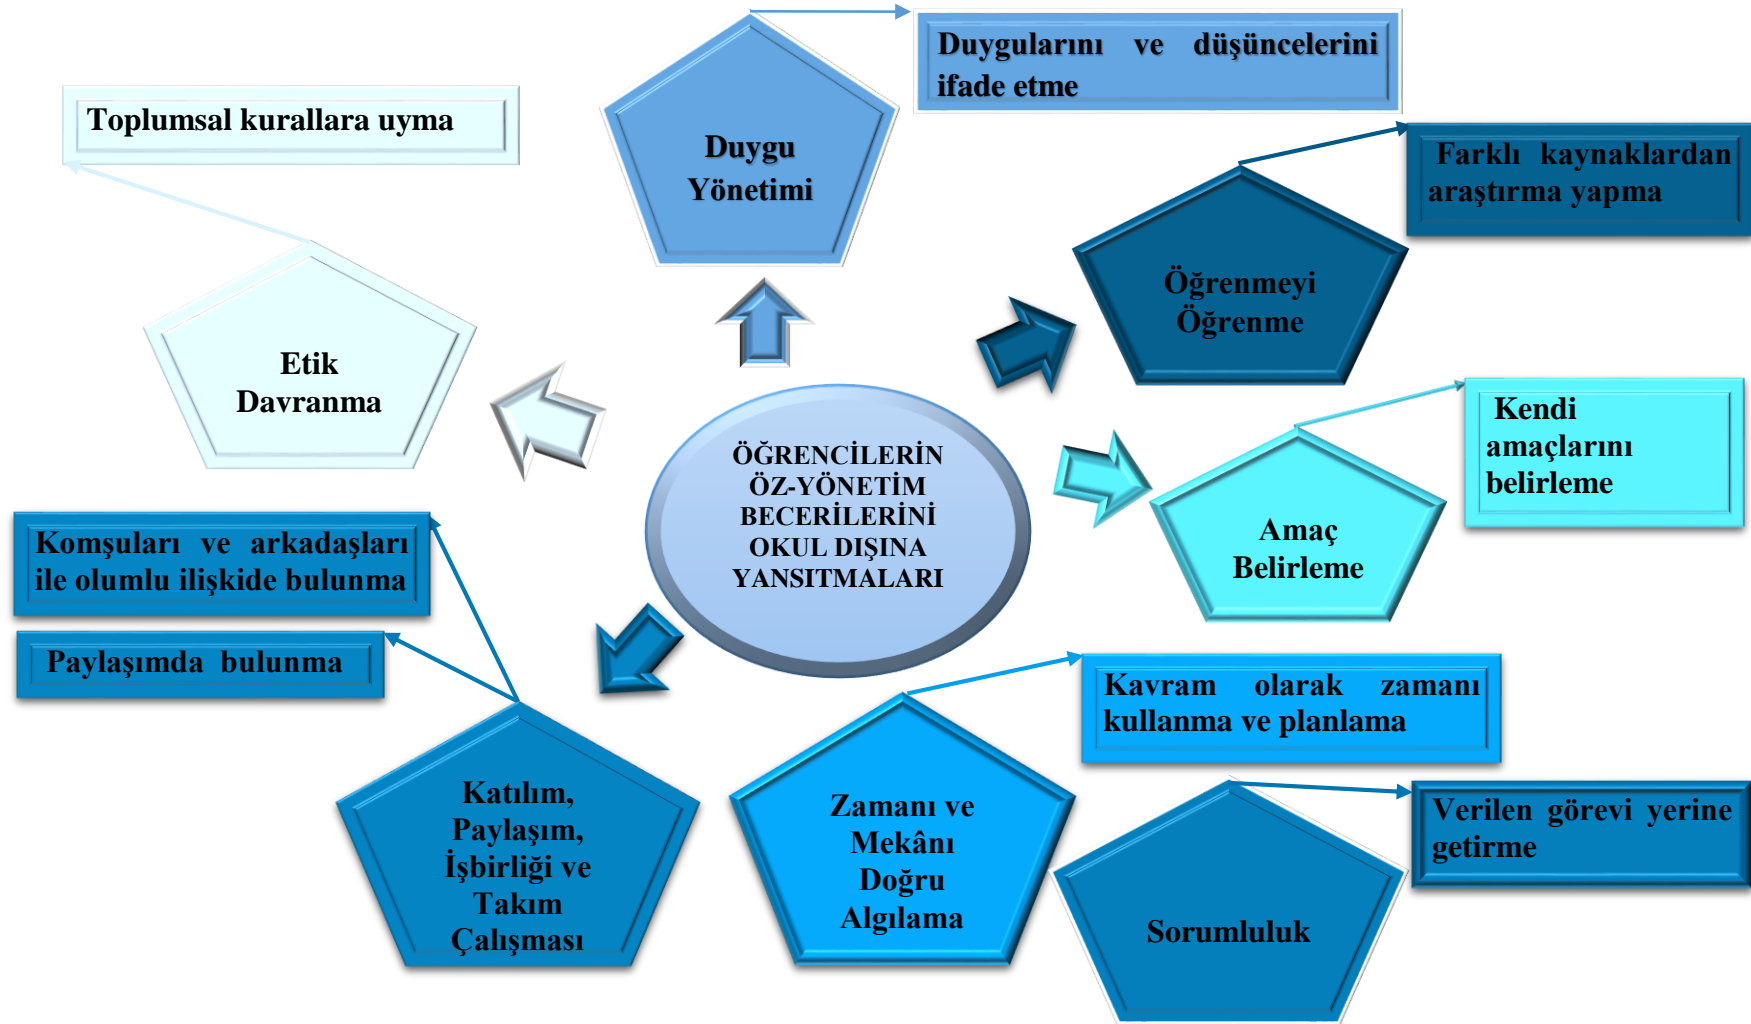 Duygularını ve düşüncelerini
ifade etme
Toplumsal kurallara uyma
Duygu
Yönetimi
Farklı kaynaklardan
araştırma yapma
Öğrenmeyi
Öğrenme
Etik
Davranma
Kendi
amaçlarını
belirleme
ÖĞRENCİLERİN
ÖZ-YÖNETİM
BECERİLERİNİ
OKUL DIŞINA
YANSITMALARI
Amaç
Belirleme
Komşuları ve arkadaşları
ile olumlu ilişkide bulunma
Paylaşımda bulunma
Kavram olarak zamanı
kullanma ve planlama
Katılım,
Paylaşım,
İşbirliği ve
Takım
Çalışması
Zamanı ve
Mekânı
Doğru
Algılama
Verilen görevi yerine
getirme
Sorumluluk